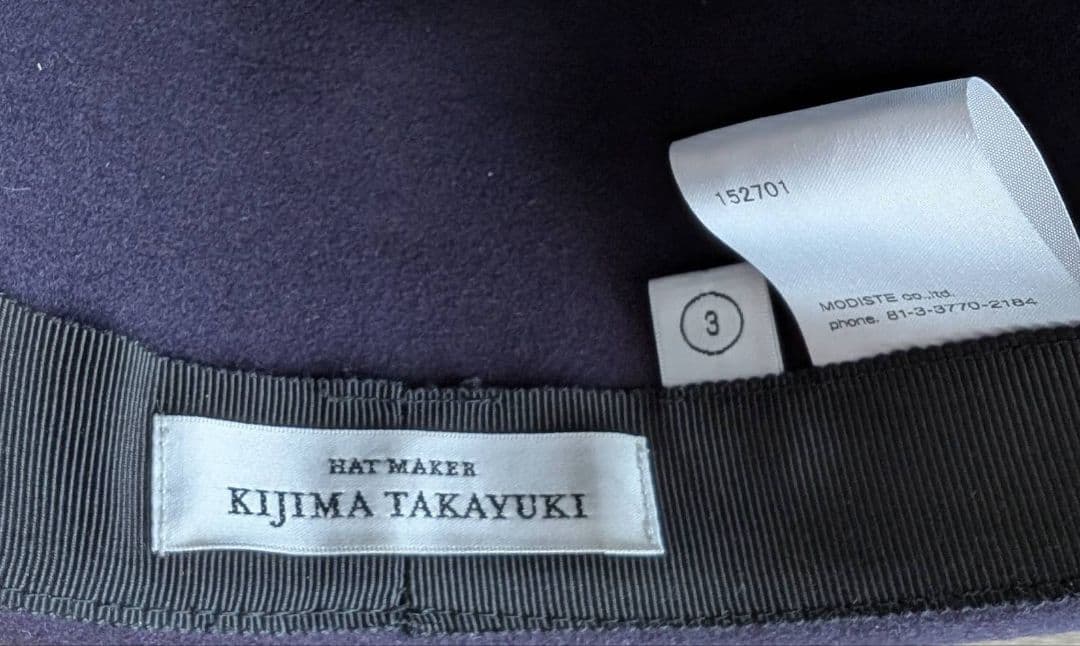 152701
MODISTE co.,ltd.
phone. 81-3-3770-2184
3
HAT MAKER
KIJIMA TAKAYUKI